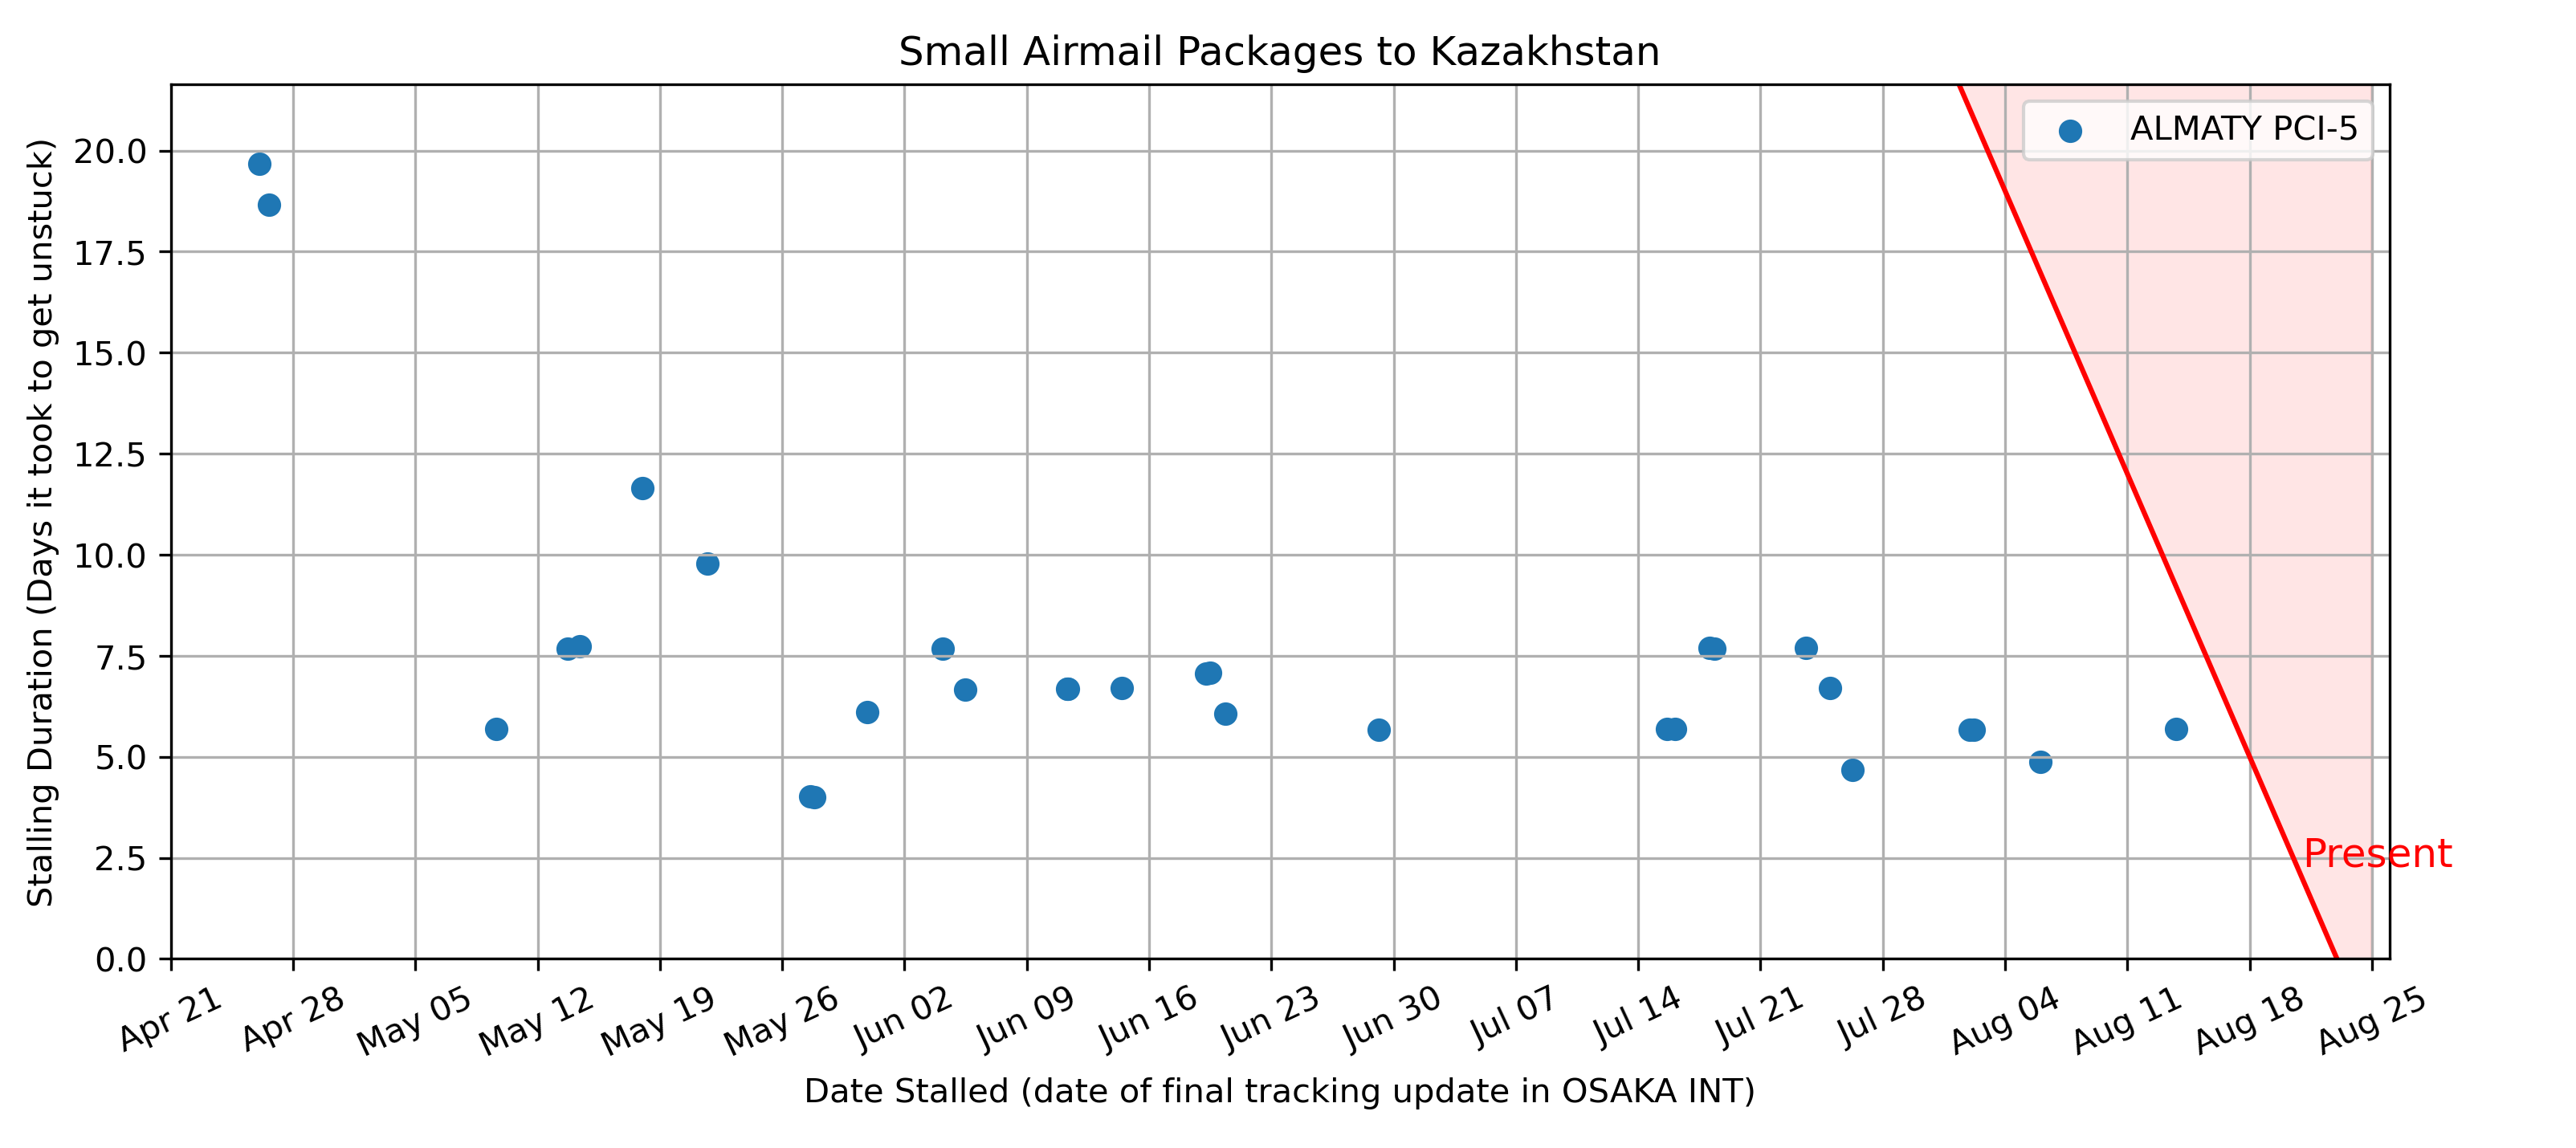 Small Airmail Packages to Kazakhstan
ALMATY PCI-5
Stalling Duration (Days it took to get unstuck)
20.0
17.5
15.0
12.5
10.0
7.5
5.0
2.5
0.0
Present
Apr 21 Apr 28 May 05 May 12 May 19 May 26 Jun 02 Jun 09 Jun 16 Jun 23 Jun 30 Jul 07 Jul 14 Jul 21 Jul 28 Aug 04 Aug 11 Aug 18 Aug 25
Date Stalled (date of final tracking update in OSAKA INT)